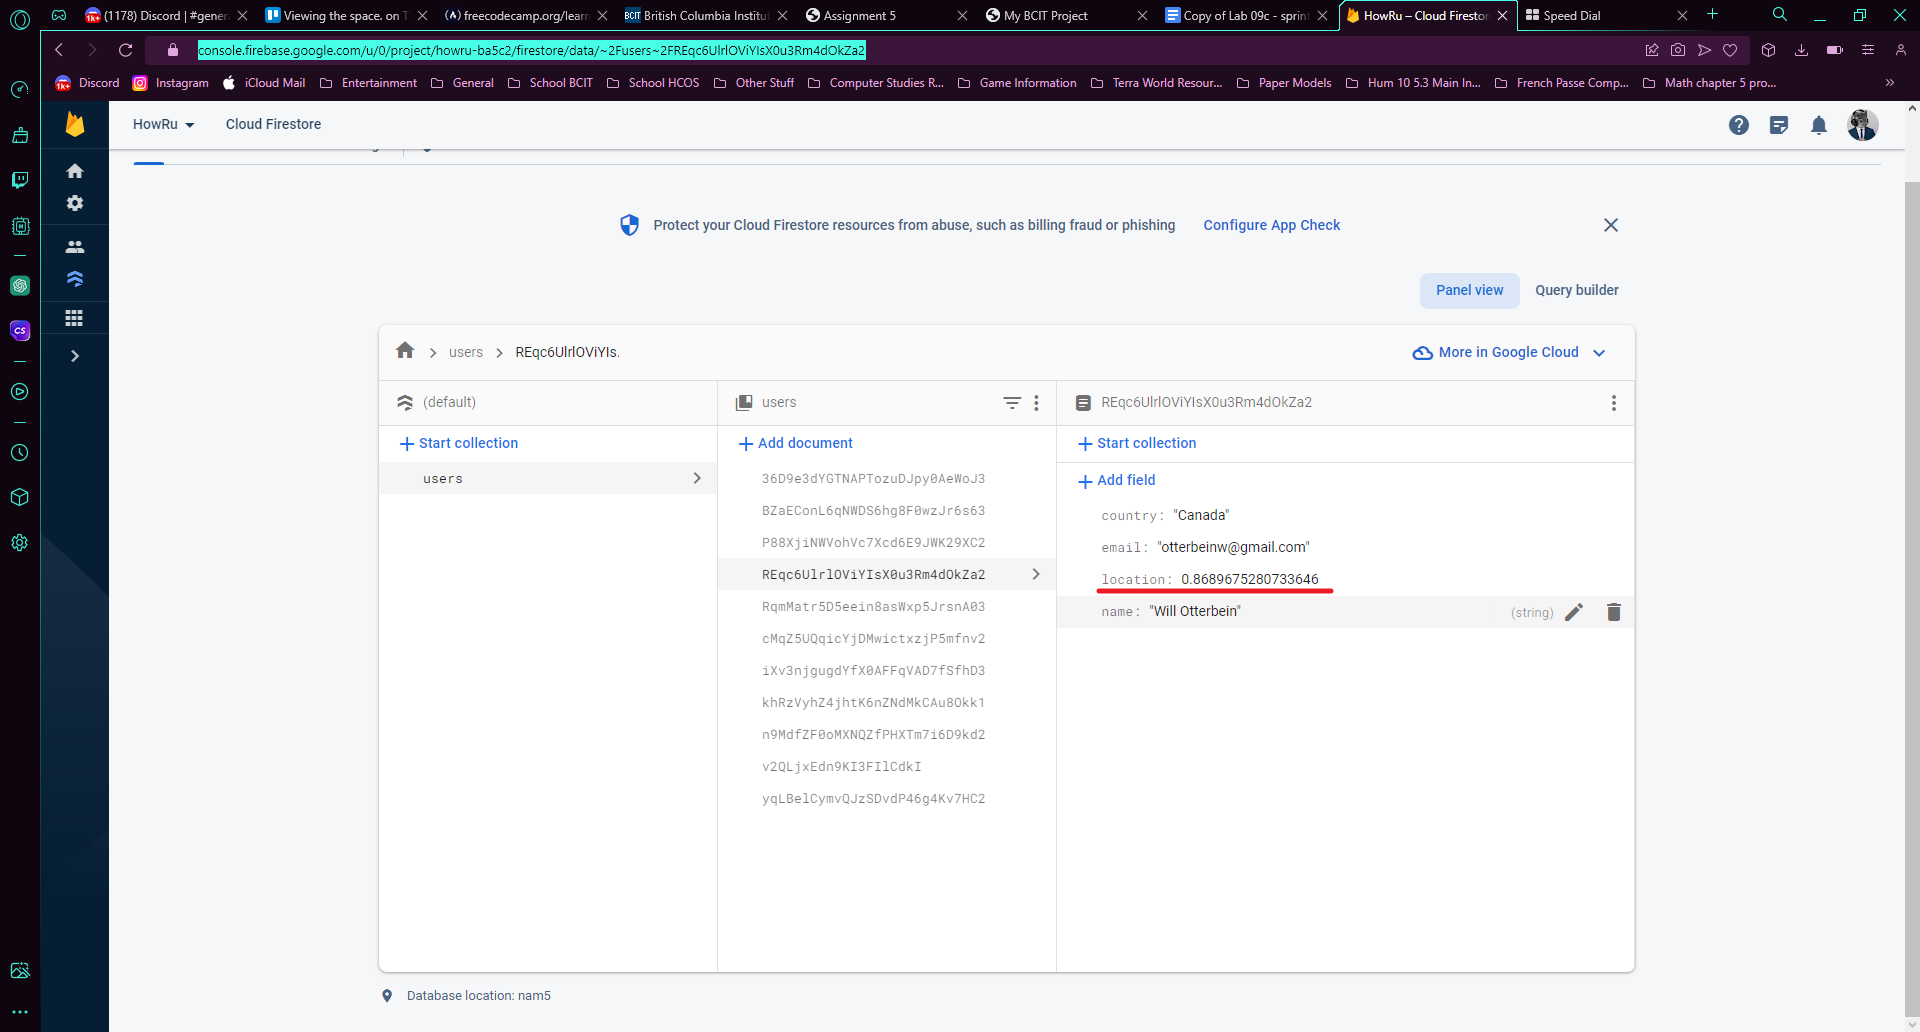 (1178) Discord | #gener
Viewing the space. on T
freecodecamp.org/learn
BCIT British Columbia Institut
Assignment 5
My BCIT Project
Copy of Lab 09c - sprin
HowRu – Cloud Firestor
Speed Dial
console.firebase.google.com/u/0/project/howru-ba5c2/firestore/data/~2Fusers~2FREqc6UlrlOViYIsX0u3Rm4dOkZa2
1k+ Discord
Instagram
iCloud Mail
Entertainment
General
School BCIT
School HCOS
Other Stuff
Computer Studies R...
Game Information
Terra World Resour...
Paper Models
Hum 10 5.3 Main In...
French Passe Comp...
Math chapter 5 pro...
»
HowRu
Cloud Firestore
Protect your Cloud Firestore resources from abuse, such as billing fraud or phishing
Configure App Check
Panel view
Query builder
users
REqc6UlrlOViYIs.
More in Google Cloud
(default)
users
REqc6UlrlOViYIsX0u3Rm4dOkZa2
Start collection
Add document
Start collection
users
36D9e3dYGTNAPTozuDJpy0AeWoJ3
BZaEConL6qNWDS6hg8F0wzJr6s63
P88XjiNWVohVc7Xcd6E9JWK29XC2
REqc6UlrlOViYIsX0u3Rm4dOkZa2
RqmMatr5D5eein8asWxp5JrsnA03
cMqZ5UQqicYjDMwictxzjP5mfnv2
iXv3njgugdYfX0AFFqVAD7fSfhD3
khRzVyhZ4jhtK6nZNdMkCAu8Okk1
n9MdfZF0oMXNQZfPHXTm7i6D9kd2
v2QLjxEdn9KI3FIlCdkI
yqLBelCymvQJzSDvdP46g4Kv7HC2
Add field
country: "Canada"
email: "otterbeinw@gmail.com"
location: 0.8689675280733646
name: "Will Otterbein"
(string)
Database location: nam5
CS